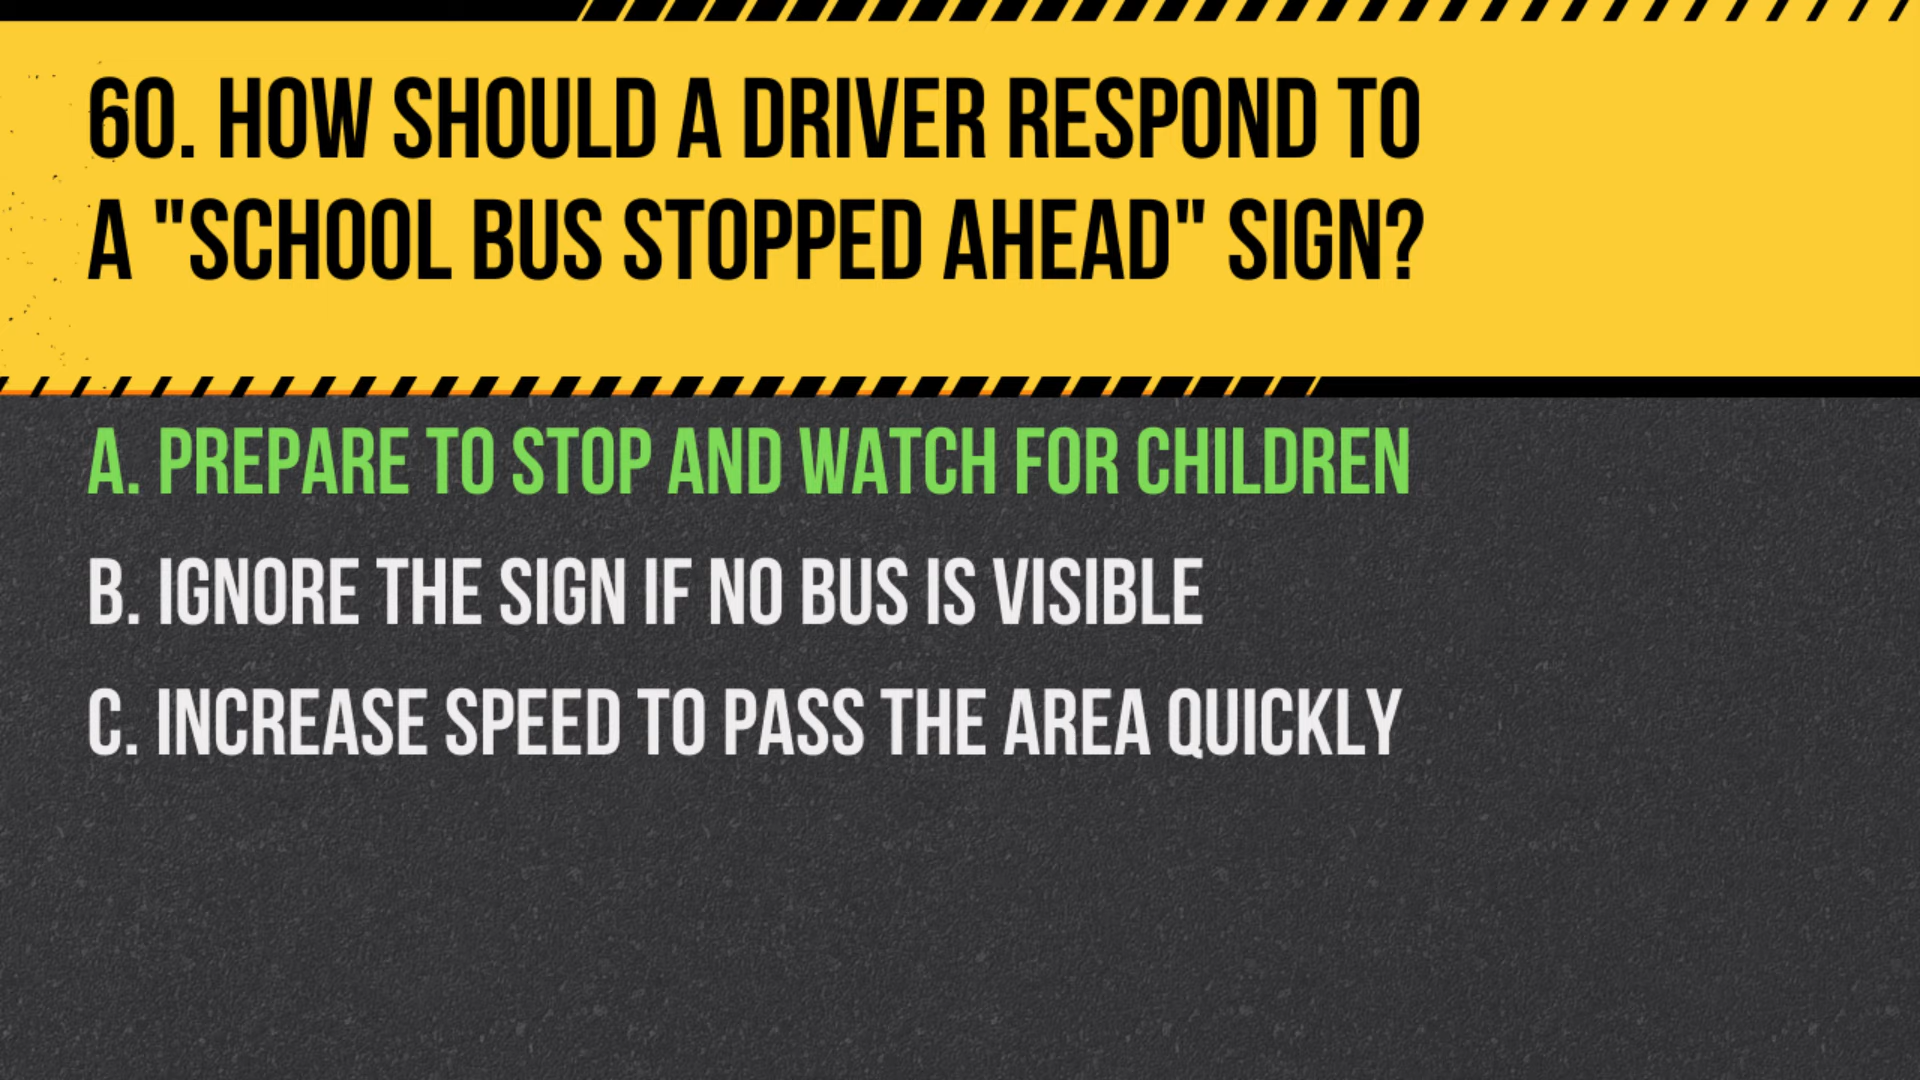 60. HOW SHOULD A DRIVER RESPOND TO
A "SCHOOL BUS STOPPED AHEAD" SIGN?
A. PREPARE TO STOP AND WATCH FOR CHILDREN
B. IGNORE THE SIGN IF NO BUS IS VISIBLE
C. INCREASE SPEED TO PASS THE AREA QUICKLY